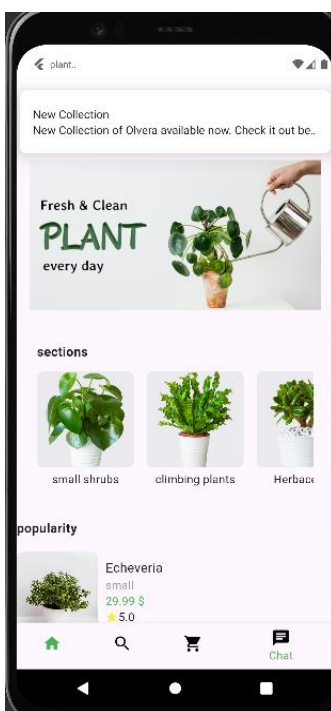 plant..
New Collection
New Collection of Olvera available now. Check it out be..
Fresh & Clean
PLANT
every day
sections
small shrubs
climbing plants
Herbace
popularity
Echeveria
small
29.99 $
5.0
Chat